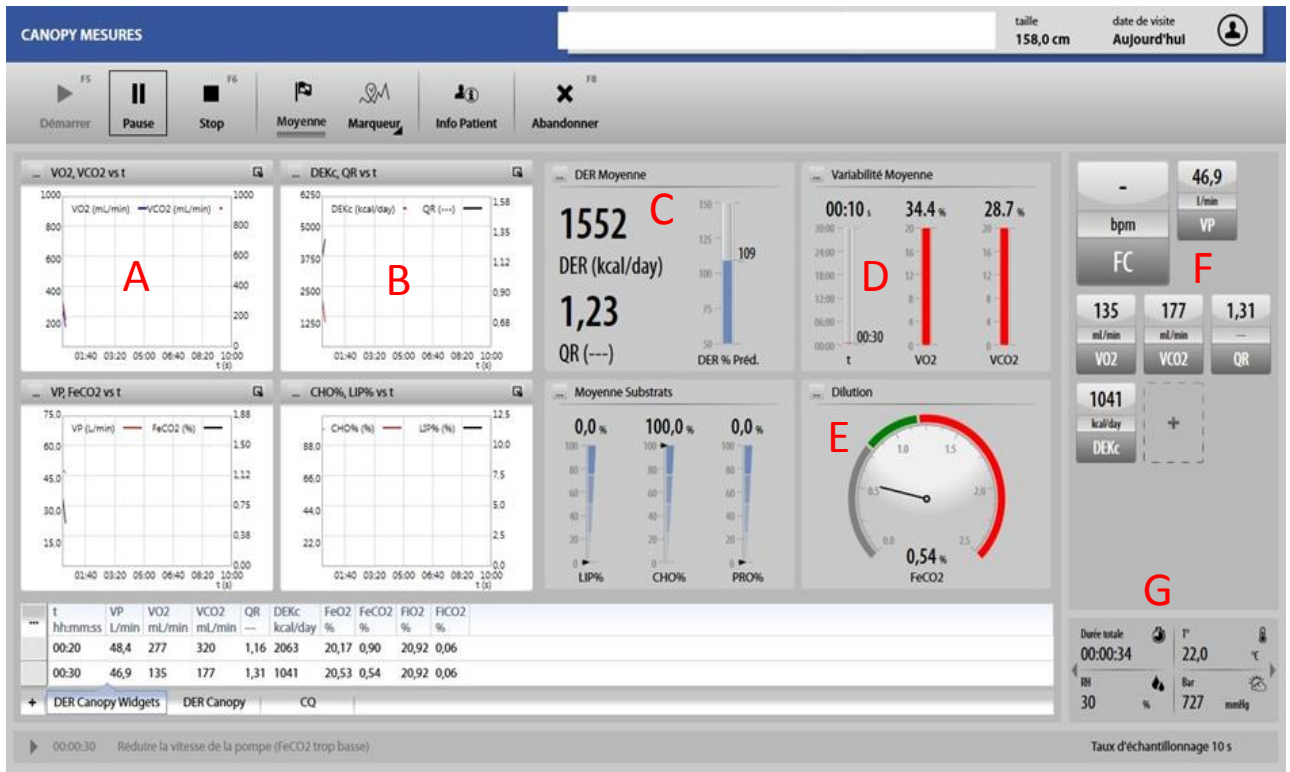 CANOPY MESURES
taille
158,0 cm
date de visite
Aujourd'hui
F5
Démarrer
Pause
F6
Stop
Moyenne
Marqueur
Info Patient
F8
Abandonner
... VO2, VCO2 vs t
1000 1000
VO2 (mL/min) VCO2 (mL/min)
800 800
600 600
400 400
200 200
0
01:40 03:20 05:00 06:40 08:20 10:00
t (s)
A
... DEKc, QR vs t
6250 1.58
DEKc (kcal/day) QR (---)
5000 1.35
3750 1.12
2500 0.90
1250 0.68
01:40 03:20 05:00 06:40 08:20 10:00
t (s)
B
... DER Moyenne
1552
DER (kcal/day)
1,23
QR (---)
C
150
125
109
100
75
50
DER % Préd.
... Variabilité Moyenne
00:10 s 34.4 % 28.7 %
30:00 20 20
24:00 16 16
18:00 12 12
12:00 8 8
06:00 4 4
00:30
00:00 0 0
t VO2 VCO2
D
-
bpm
FC
46,9
L/min
VP
F
135
mL/min
VO2
177
mL/min
VCO2
1,31
---
QR
1041
kcal/day
DEKc
+
... VP, FeCO2 vs t
75.0 1.88
VP (L/min) FeCO2 (%)
60.0 1.50
45.0 1.12
30.0 0.75
15.0 0.38
0.00
01:40 03:20 05:00 06:40 08:20 10:00
t (s)
... CHO%, LIP% vs t
12.5
CHO% (%) LIP% (%)
88.0 10.0
66.0 7.5
44.0 5.0
22.0 2.5
0.00
01:40 03:20 05:00 06:40 08:20 10:00
t (s)
... Moyenne Substrats
0,0 % 100,0 % 0,0 %
100 100 100
80 80 80
60 60 60
40 40 40
20 20 20
0 0 0
LIP% CHO% PRO%
... Dilution
E
0.0 0.5 1.0 1.5 2.0 2.5
0,54 %
FeCO2
G
... t VP VO2 VCO2 QR DEKc FeO2 FeCO2 FiO2 FiCO2
hh:mm:ss L/min mL/min mL/min --- kcal/day % % % %
00:20 48,4 277 320 1,16 2063 20,17 0,90 20,92 0,06
00:30 46,9 135 177 1,31 1041 20,53 0,54 20,92 0,06
+ DER Canopy Widgets DER Canopy CQ
Durée totale
00:00:34
T°
22,0 °C
RH
30 %
Bar
727 mmHg
00:00:30 Réduire la vitesse de la pompe (FeCO2 trop basse)
Taux d'échantillonnage 10 s